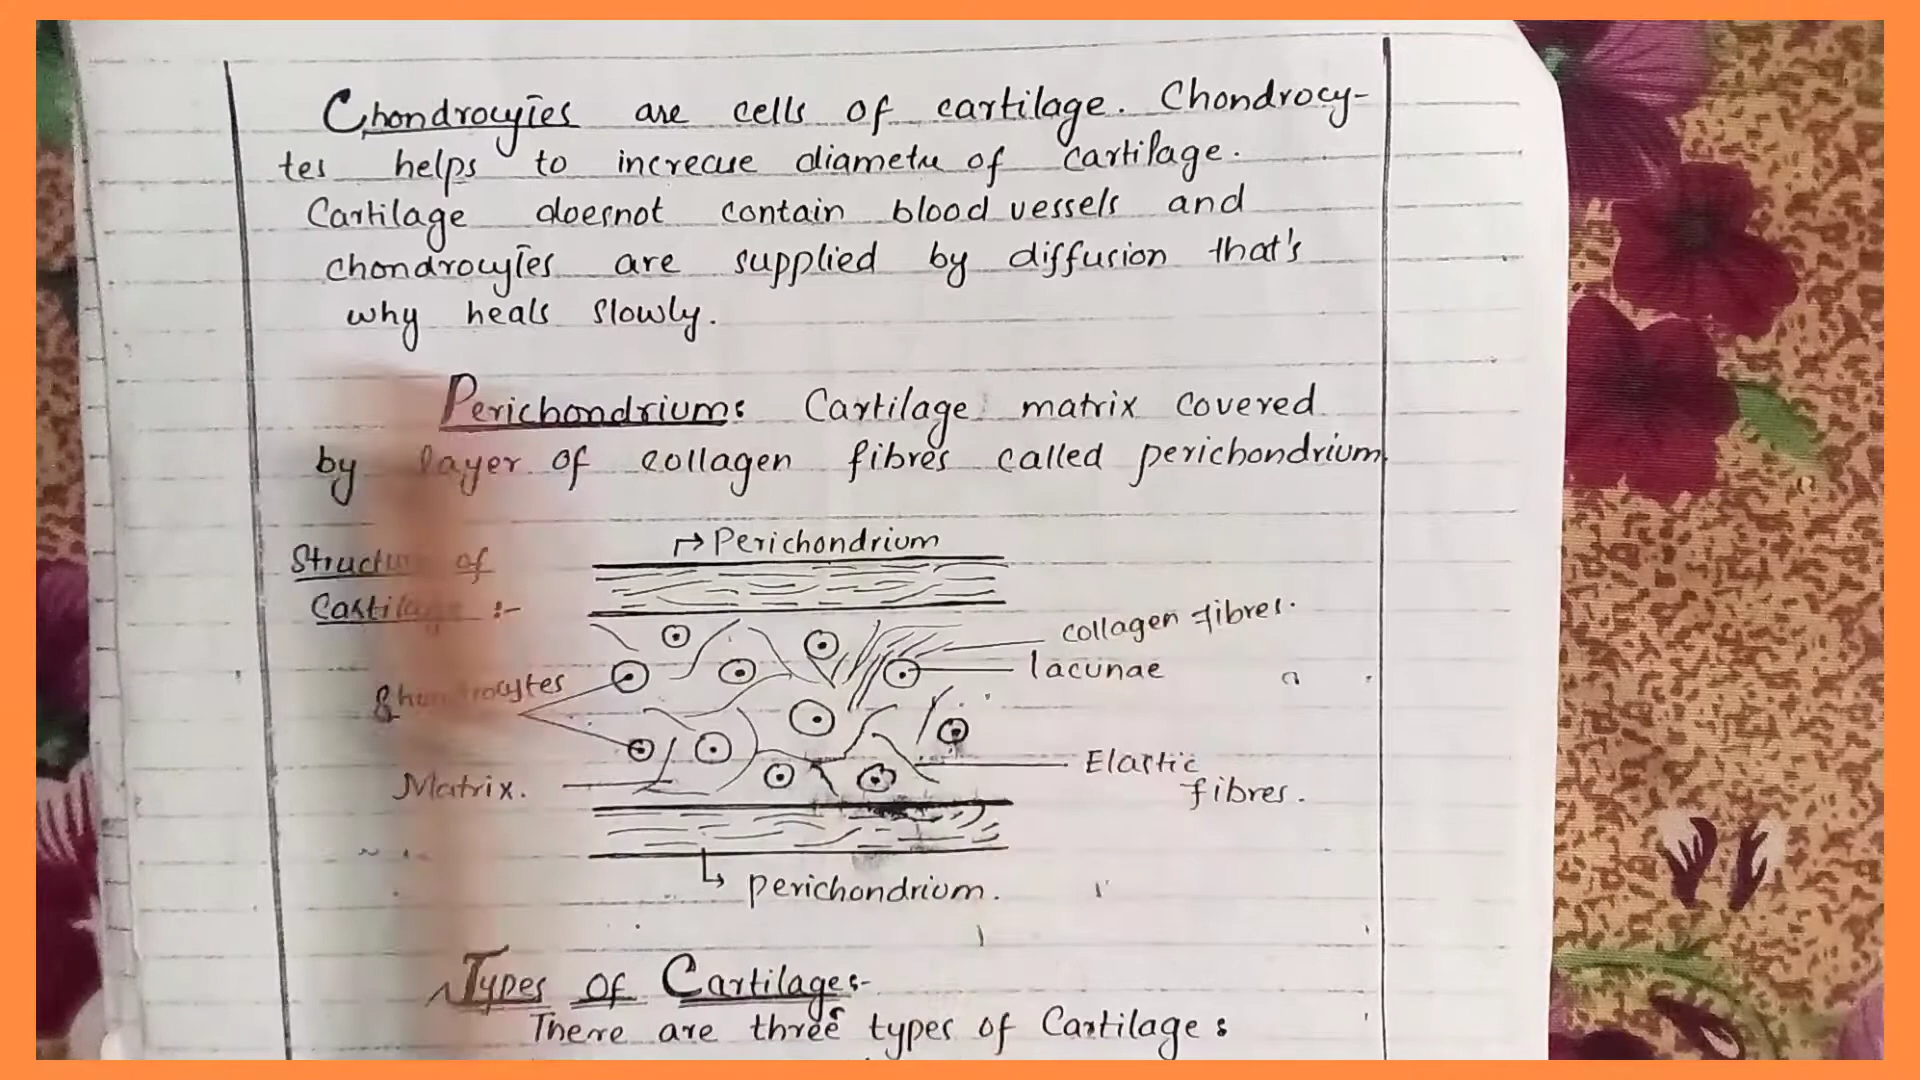 Chondrocytes are cells of cartilage. Chondrocy-
tes helps to increase diameter of cartilage.
Cartilage doesnot contain blood vessels and
chondrocytes are supplied by diffusion that's
why heals slowly.
Perichondrium: Cartilage matrix covered
by layer of collagen fibres called perichondrium
Structure of
Cartilage :-
↱ Perichondrium
collagen fibres.
lacunae
Chondrocytes
Elastic
fibres.
Matrix.
↳ perichondrium.
Types of Cartilage:-
There are three types of Cartilage :